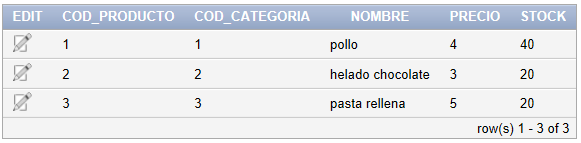 EDIT COD_PRODUCTO COD_CATEGORIA NOMBRE PRECIO STOCK
1 1 pollo 4 40
2 2 helado chocolate 3 20
3 3 pasta rellena 5 20
row(s) 1 - 3 of 3